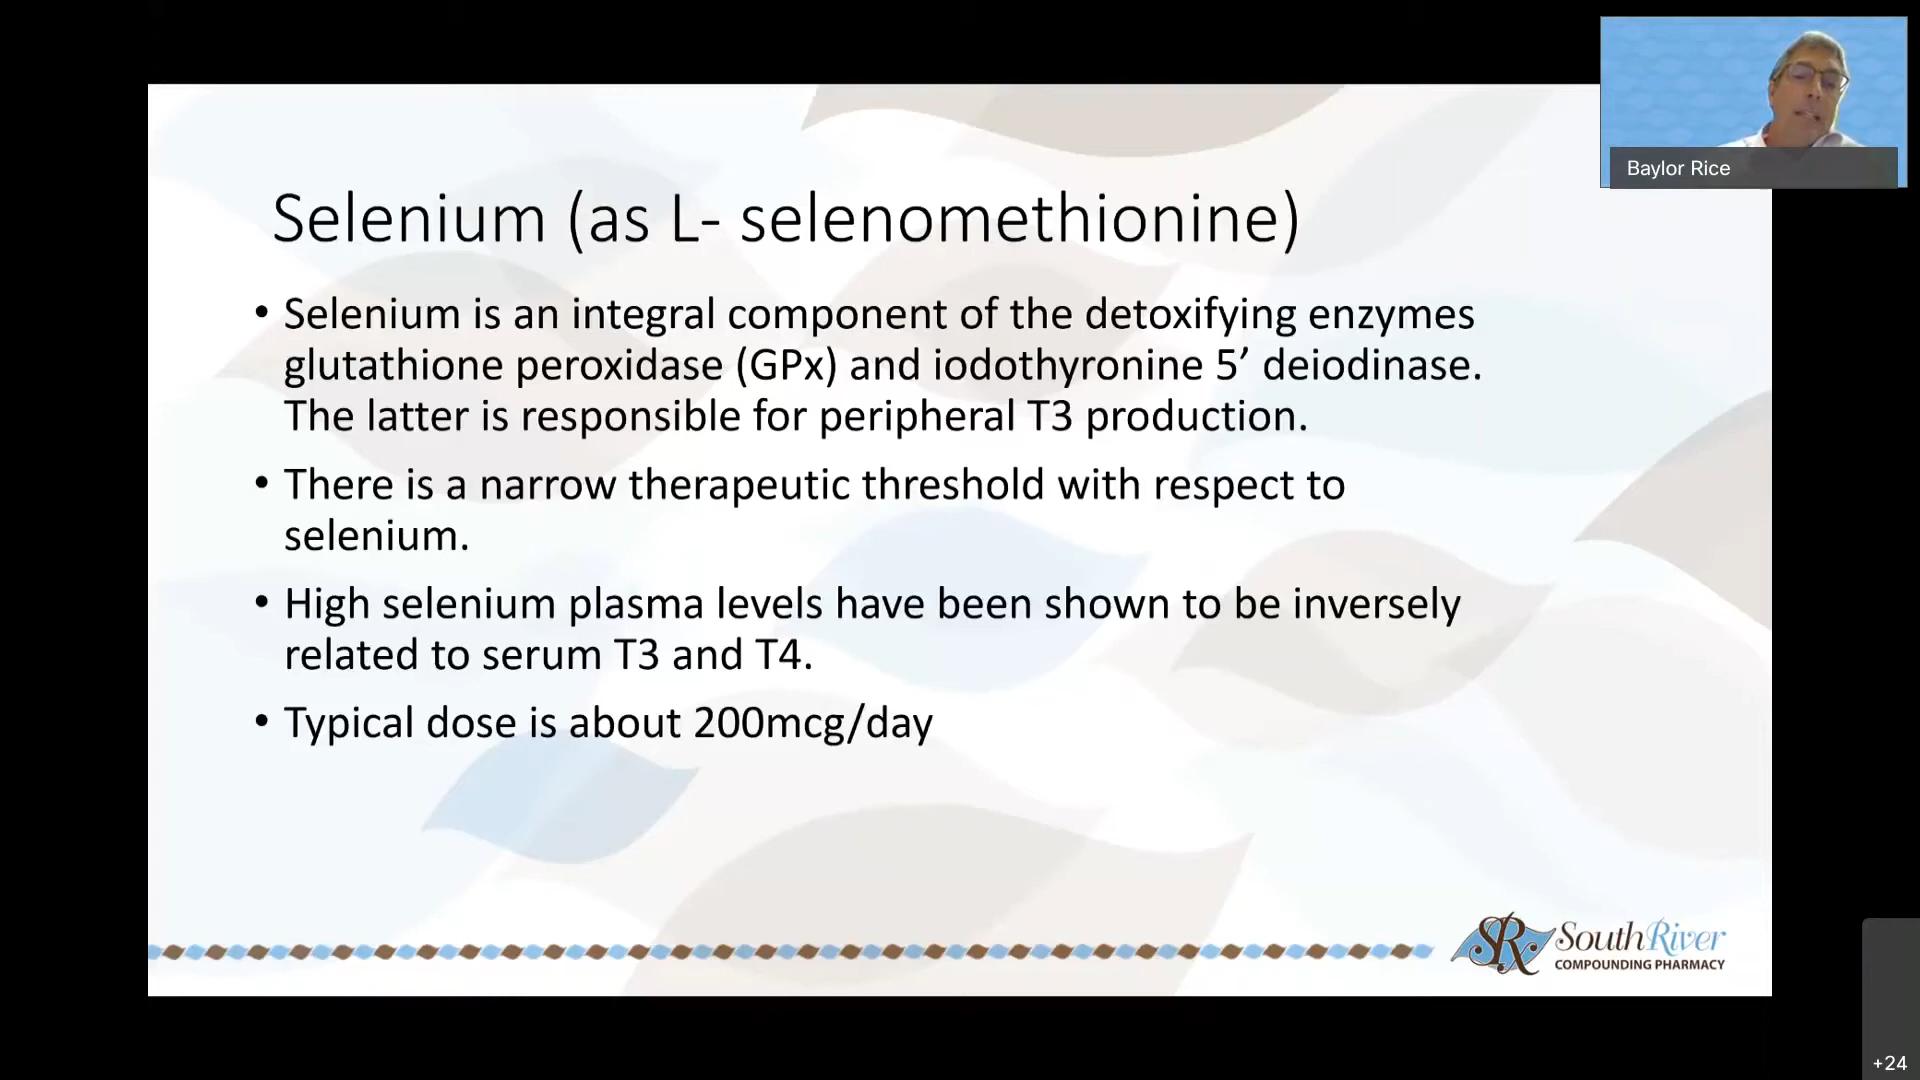 Baylor Rice
Selenium (as L- selenomethionine)
• Selenium is an integral component of the detoxifying enzymes
glutathione peroxidase (GPx) and iodothyronine 5’ deiodinase.
The latter is responsible for peripheral T3 production.
• There is a narrow therapeutic threshold with respect to
selenium.
• High selenium plasma levels have been shown to be inversely
related to serum T3 and T4.
• Typical dose is about 200mcg/day
SR SouthRiver
COMPOUNDING PHARMACY
+24